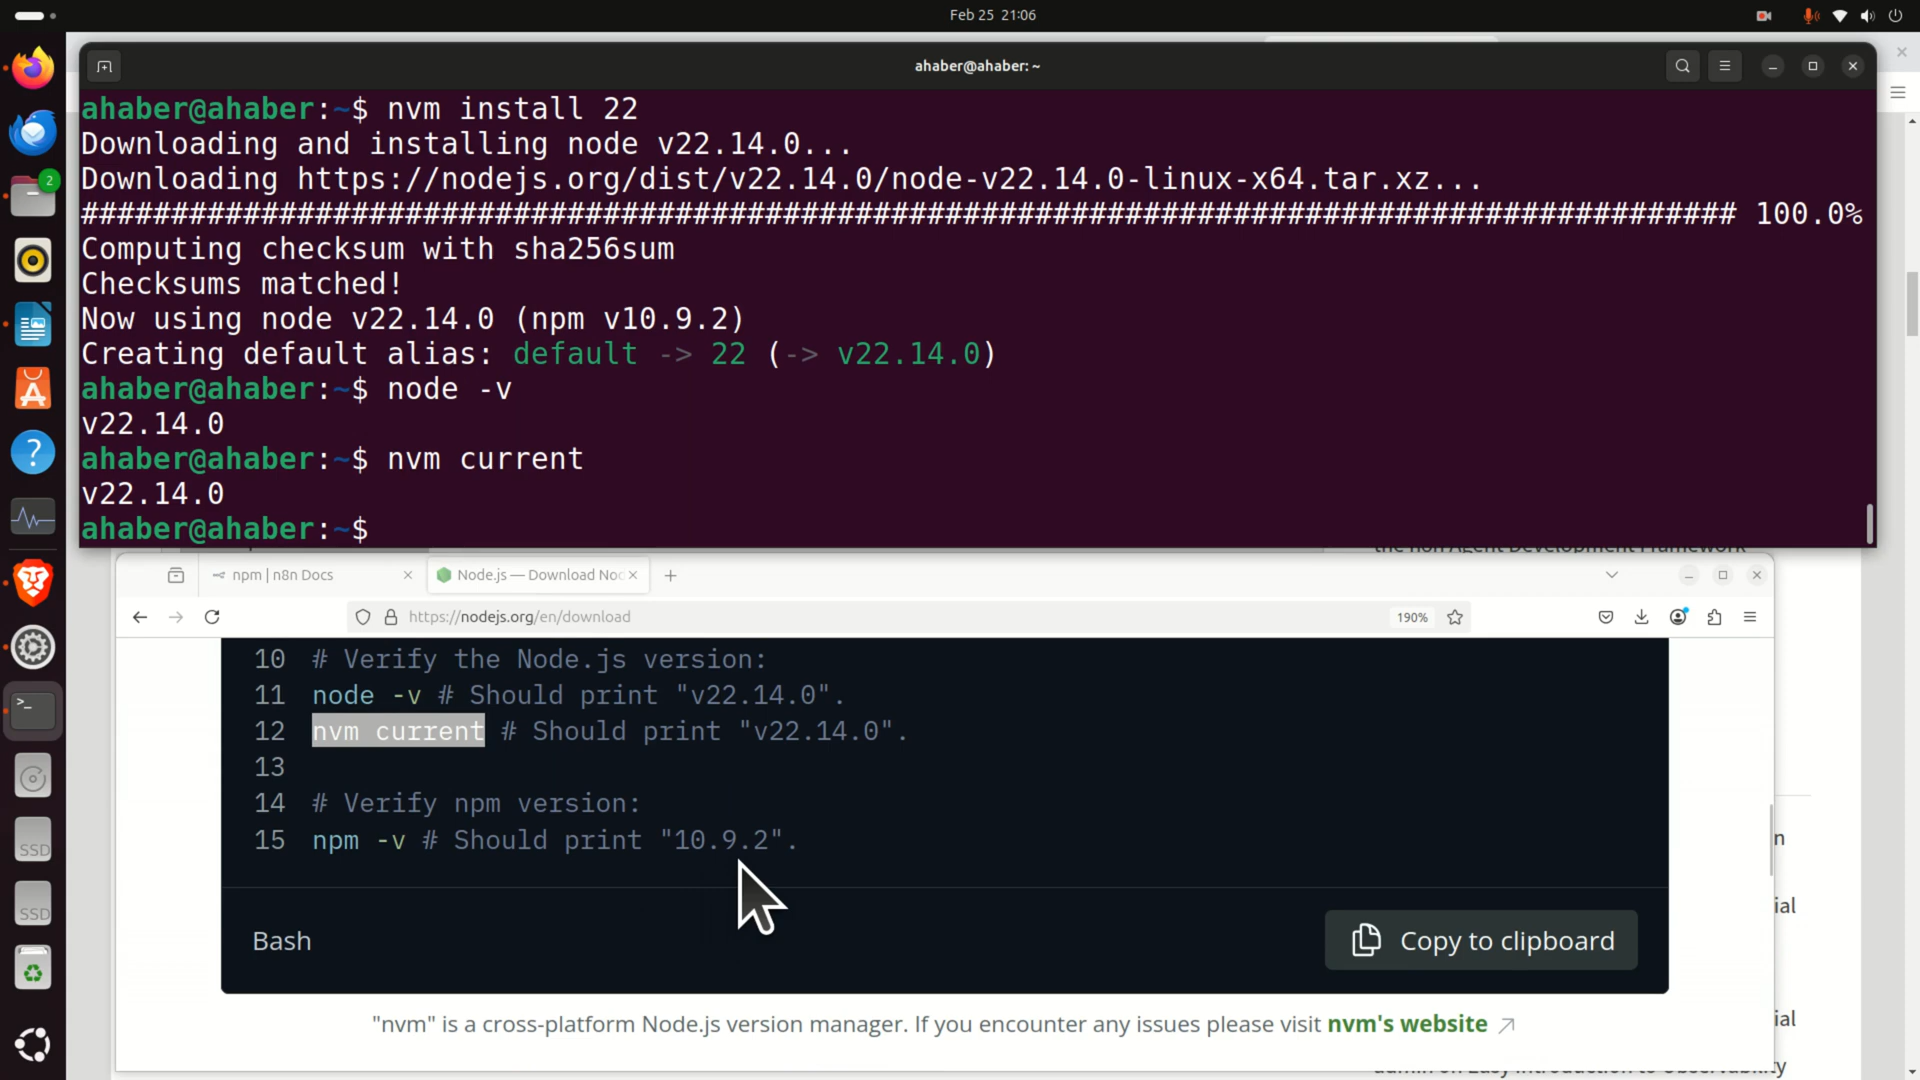 Feb 25 21:06
ahaber@ahaber: ~
ahaber@ahaber:~$ nvm install 22
Downloading and installing node v22.14.0...
Downloading https://nodejs.org/dist/v22.14.0/node-v22.14.0-linux-x64.tar.xz...
############################################################################################ 100.0%
Computing checksum with sha256sum
Checksums matched!
Now using node v22.14.0 (npm v10.9.2)
Creating default alias: default -> 22 (-> v22.14.0)
ahaber@ahaber:~$ node -v
v22.14.0
ahaber@ahaber:~$ nvm current
v22.14.0
ahaber@ahaber:~$
npm | n8n Docs
Node.js — Download Nod
https://nodejs.org/en/download
190%
10 # Verify the Node.js version:
11 node -v # Should print "v22.14.0".
12 nvm current # Should print "v22.14.0".
13
14 # Verify npm version:
15 npm -v # Should print "10.9.2".
Bash
Copy to clipboard
"nvm" is a cross-platform Node.js version manager. If you encounter any issues please visit nvm's website
2
SSD
SSD
n
ial
ial